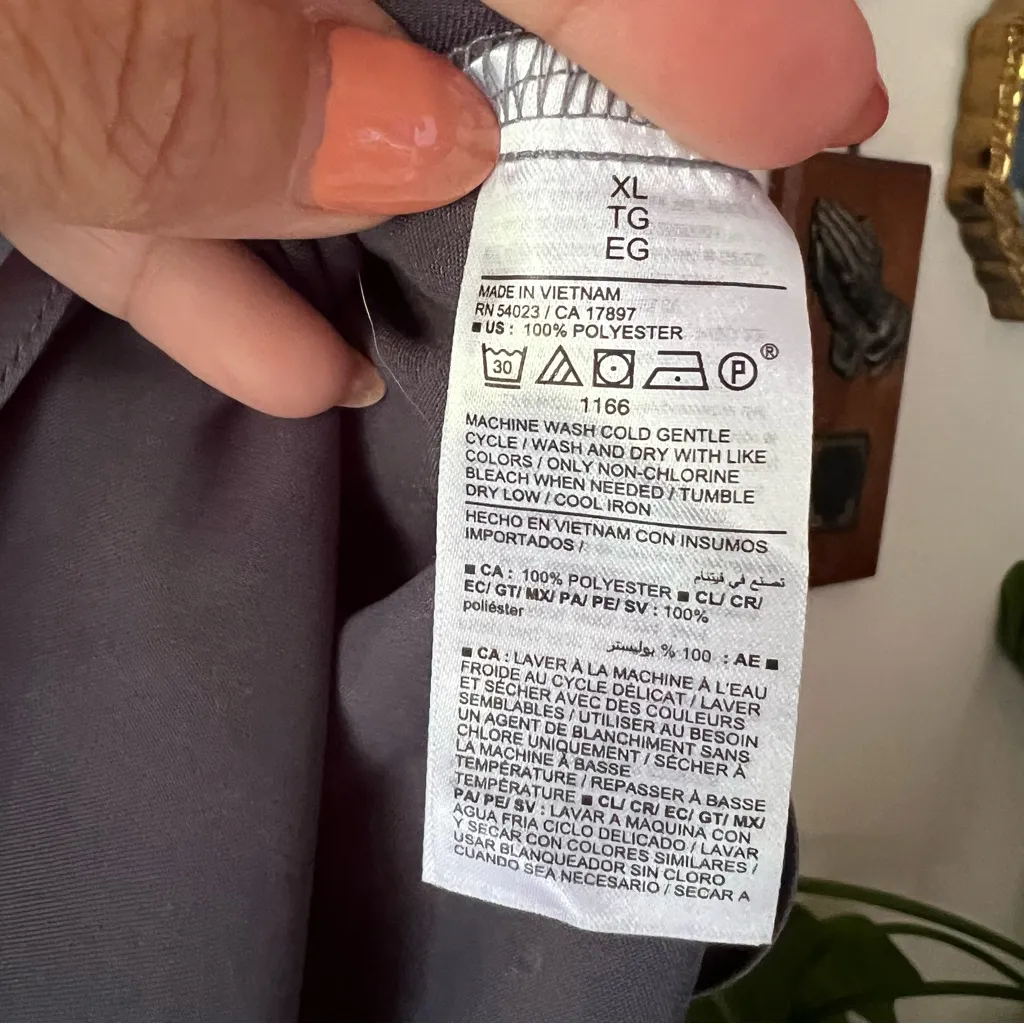 XL
TG
EG
MADE IN VIETNAM
RN 54023 / CA 17897
■ US : 100% POLYESTER
30 P ®
1166
MACHINE WASH COLD GENTLE
CYCLE / WASH AND DRY WITH LIKE
COLORS / ONLY NON-CHLORINE
BLEACH WHEN NEEDED / TUMBLE
DRY LOW / COOL IRON
HECHO EN VIETNAM CON INSUMOS
IMPORTADOS /
تصنع في فيتنام
■ CA : 100% POLYESTER ■ CL/ CR/
EC/ GT/ MX/ PA/ PE/ SV : 100%
poliéster
■ AE : 100 % بوليستر
■ CA : LAVER À LA MACHINE À L'EAU
FROIDE AU CYCLE DÉLICAT / LAVER
ET SÉCHER AVEC DES COULEURS
SEMBLABLES / UTILISER AU BESOIN
UN AGENT DE BLANCHIMENT SANS
CHLORE UNIQUEMENT / SÉCHER À
LA MACHINE À BASSE
TEMPÉRATURE / REPASSER À BASSE
TEMPÉRATURE ■ CL/ CR/ EC/ GT/ MX/
PA/ PE/ SV : LAVAR A MAQUINA CON
AGUA FRIA CICLO DELICADO / LAVAR
Y SECAR CON COLORES SIMILARES /
USAR BLANQUEADOR SIN CLORO
CUANDO SEA NECESARIO / SECAR A